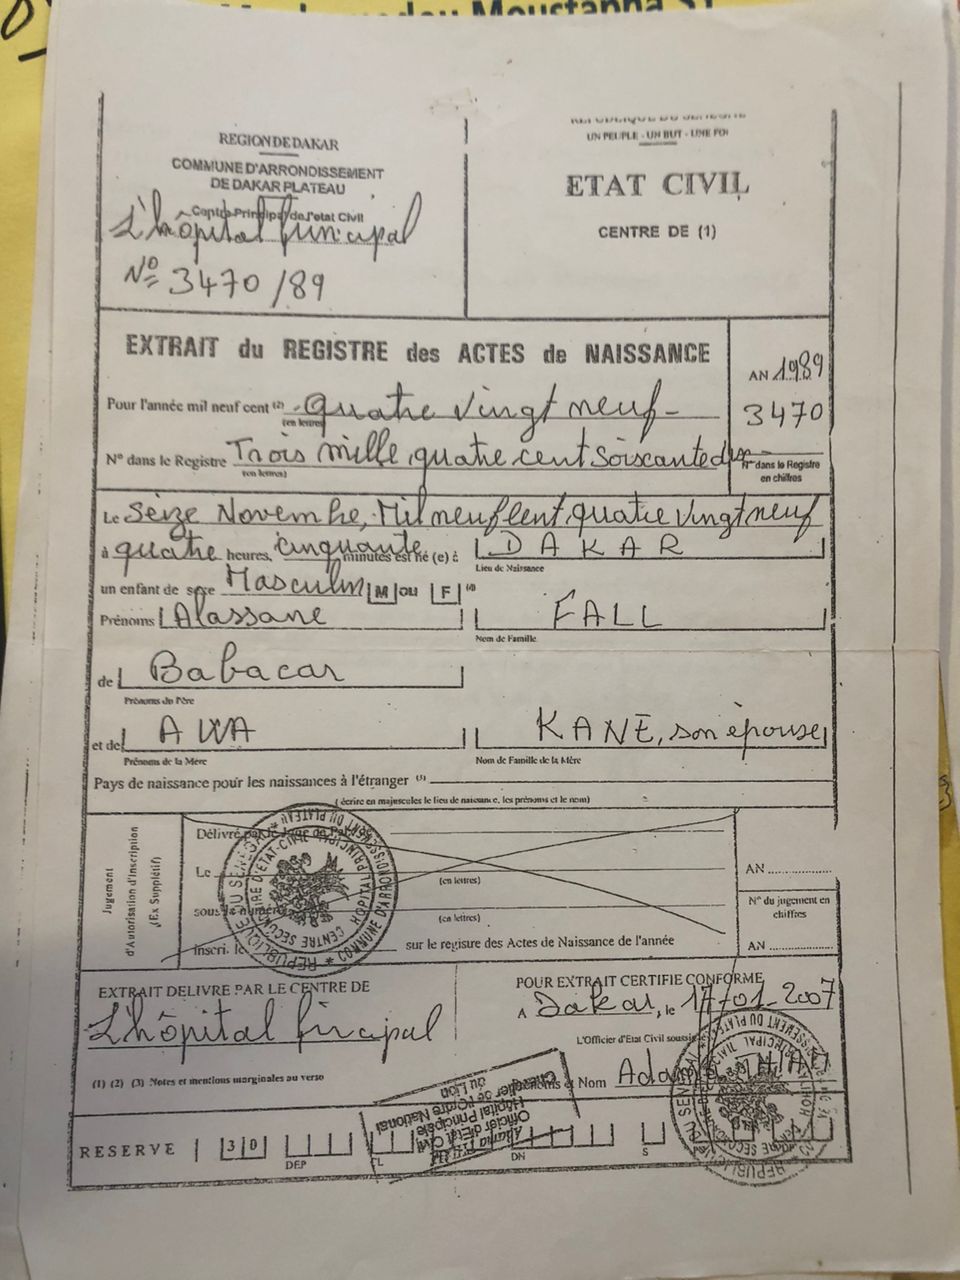 Moustapha SY
REGION DE DAKAR
COMMUNE D'ARRONDISSEMENT
DE DAKAR PLATEAU
Centre Principal de l'etat Civil
L'hôpital Principal
N° 3470 / 89
REPUBLIQUE DU SENEGAL
UN PEUPLE - UN BUT - UNE FOI
ETAT CIVIL
CENTRE DE (1)
EXTRAIT du REGISTRE des ACTES de NAISSANCE
AN 1989
Pour l'année mil neuf cent (2) Quatre Vingt neuf -
(en lettres)
3470
N° dans le Registre Trois mille quatre cent Soiscante dix
(en lettres)
N° dans le Registre
en chiffres
Le Seize Novembre, Mil neuf Cent quatre Vingt neuf
à quatre heures, cinquante minutes est né (e) à DAKAR
Lieu de Naissance
un enfant de sexe Masculin M OU F
Prénoms Alassane FALL
Nom de Famille
de Babacar
Prénoms du Père
et de AWA KANE, son épouse
Prénoms de la Mère Nom de Famille de la Mère
Pays de naissance pour les naissances à l'étranger (3)
( écrire en majuscules le lieu de naissance, les prénoms et le nom)
Jugement
d'Autorisation d'Inscription
(Ex Supplétif)
Délivré par le Juge de Paix
Le
(en lettres)
AN
sous le numéro
(en lettres)
N° du jugement en
chiffres
Inscrit le sur le regisure des Actes de Naissance de l'année
AN
REPUBLIQUE DU SENEGAL * COMMUNE D'ARRONDISSEMENT DU PLATEAU *
CENTRE SECONDAIRE D'ETAT-CIVIL HOPITAL PRINCIPAL
EXTRAIT DELIVRE PAR LE CENTRE DE
L'hôpital Pincipal
POUR EXTRAIT CERTIFIE CONFORME
A Dakar, le 17-01-2007
L'Officier d'Etat Civil soussigné
(1) (2) (3) Notes et mentions marginales au verso
Prénoms et Nom Adama
Officier d'Etat Civil
Hôpital Principale
Chevalier de l'Ordre National
du Lion
RESERVE 3 0
DEP
L
DN
S